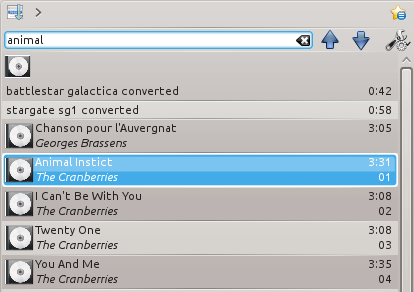 animal
battlestar galactica converted 0:42
stargate sg1 converted 0:58
Chanson pour l'Auvergnat 3:05
Georges Brassens
Animal Instict 3:31
The Cranberries 01
I Can't Be With You 3:08
The Cranberries 02
Twenty One 3:08
The Cranberries 03
You And Me 3:35
The Cranberries 04